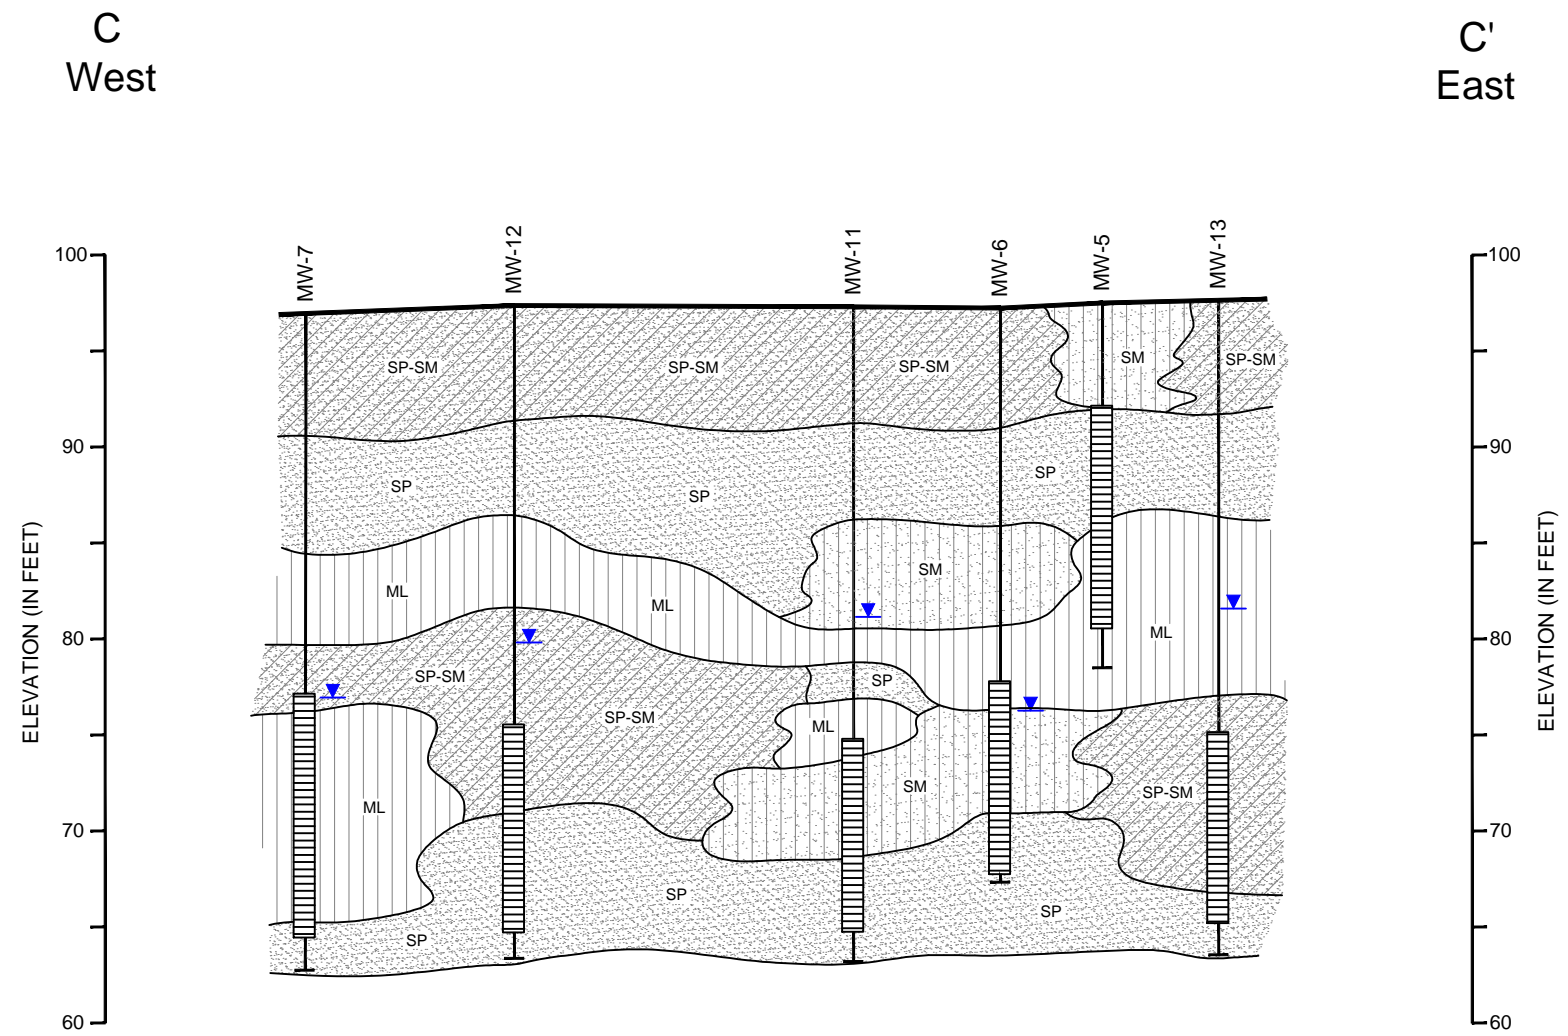 C
West
C'
East
MW-7
MW-12
MW-11
MW-6
MW-5
MW-13
100
100
SP-SM
SP-SM
SP-SM
SM
SP-SM
90
90
SP
SP
SP
SM
ML
ML
ML
80
80
SP-SM
SP
SP-SM
ML
ML
SM
SP-SM
70
70
SP
SP
SP
60
60
ELEVATION (IN FEET)
ELEVATION (IN FEET)